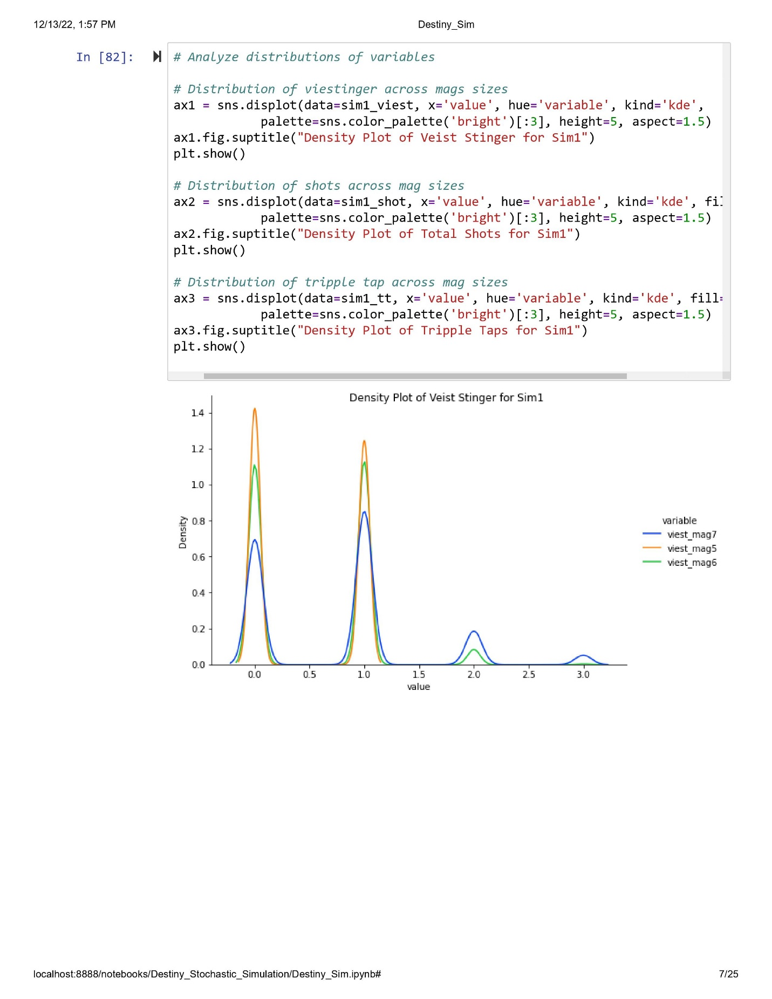 12/13/22, 1:57 PM Destiny_Sim
In [82]:
# Analyze distributions of variables
# Distribution of viestinger across mags sizes
ax1 = sns.displot(data=sim1_viest, x='value', hue='variable', kind='kde',
palette=sns.color_palette('bright')[:3], height=5, aspect=1.5)
ax1.fig.suptitle("Density Plot of Veist Stinger for Sim1")
plt.show()
# Distribution of shots across mag sizes
ax2 = sns.displot(data=sim1_shot, x='value', hue='variable', kind='kde',
palette=sns.color_palette('bright')[:3], height=5, aspect=1.5)
ax2.fig.suptitle("Density Plot of Total Shots for Sim1")
plt.show()
# Distribution of tripple tap across mag sizes
ax3 = sns.displot(data=sim1_tt, x='value', hue='variable', kind='kde', fill=
palette=sns.color_palette('bright')[:3], height=5, aspect=1.5)
ax3.fig.suptitle("Density Plot of Tripple Taps for Sim1")
plt.show()
Density Plot of Veist Stinger for Sim1
1.4
1.2
1.0
0.8
0.6
0.4
0.2
0.0
Density
0.0 0.5 1.0 1.5 2.0 2.5 3.0
value
variable
viest_mag7
viest_mag5
viest_mag6
localhost:8888/notebooks/Destiny_Stochastic_Simulation/Destiny_Sim.ipynb# 7/25